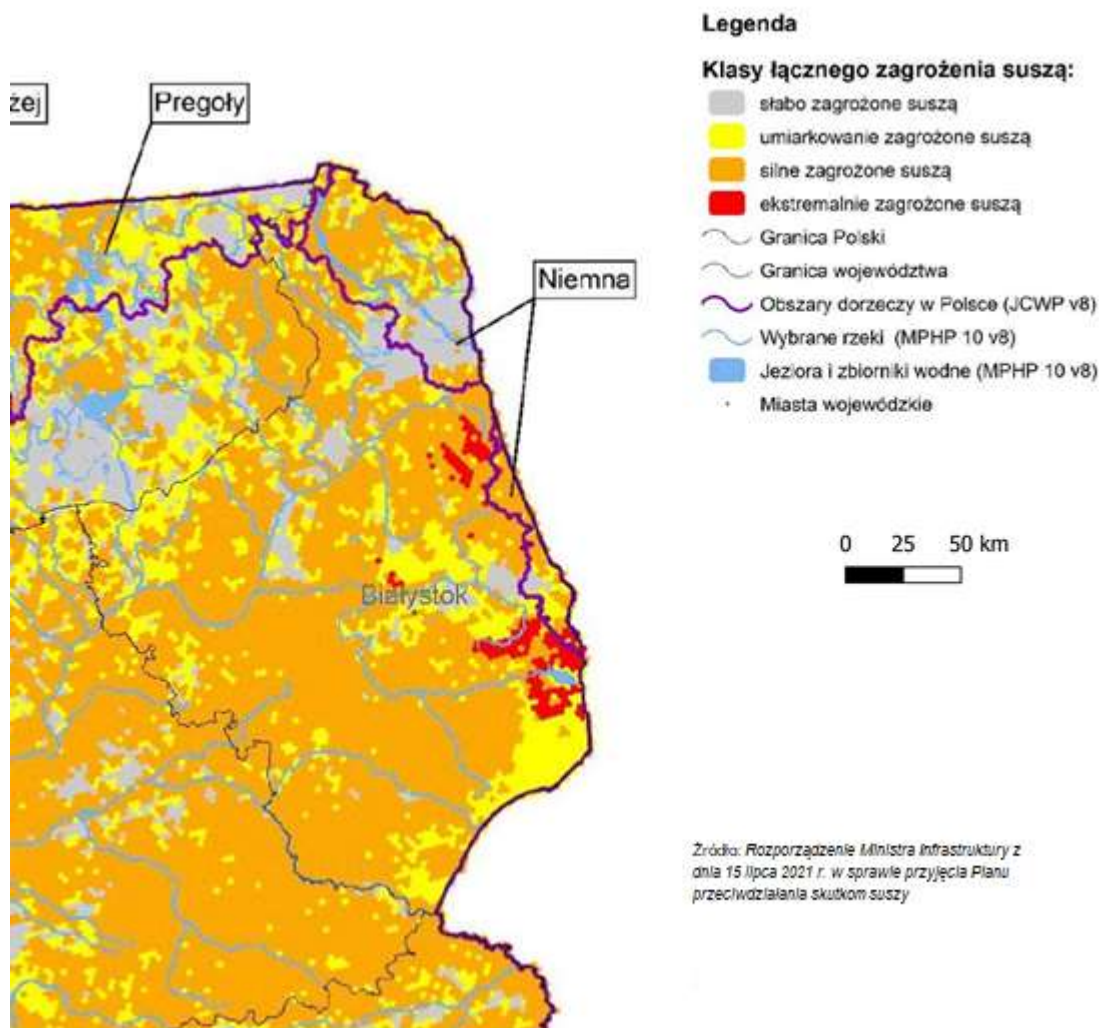 żej
Pregoły
Niemna
Białystok
Legenda
Klasy łącznego zagrożenia suszą:
słabo zagrożone suszą
umiarkowanie zagrożone suszą
silne zagrożone suszą
ekstremalnie zagrożone suszą
Granica Polski
Granica województwa
Obszary dorzeczy w Polsce (JCWP v8)
Wybrane rzeki (MPHP 10 v8)
Jeziora i zbiorniki wodne (MPHP 10 v8)
Miasta wojewódzkie
0 25 50 km
Źródło: Rozporządzenie Ministra Infrastruktury z
dnia 15 lipca 2021 r. w sprawie przyjęcia Planu
przeciwdziałania skutkom suszy